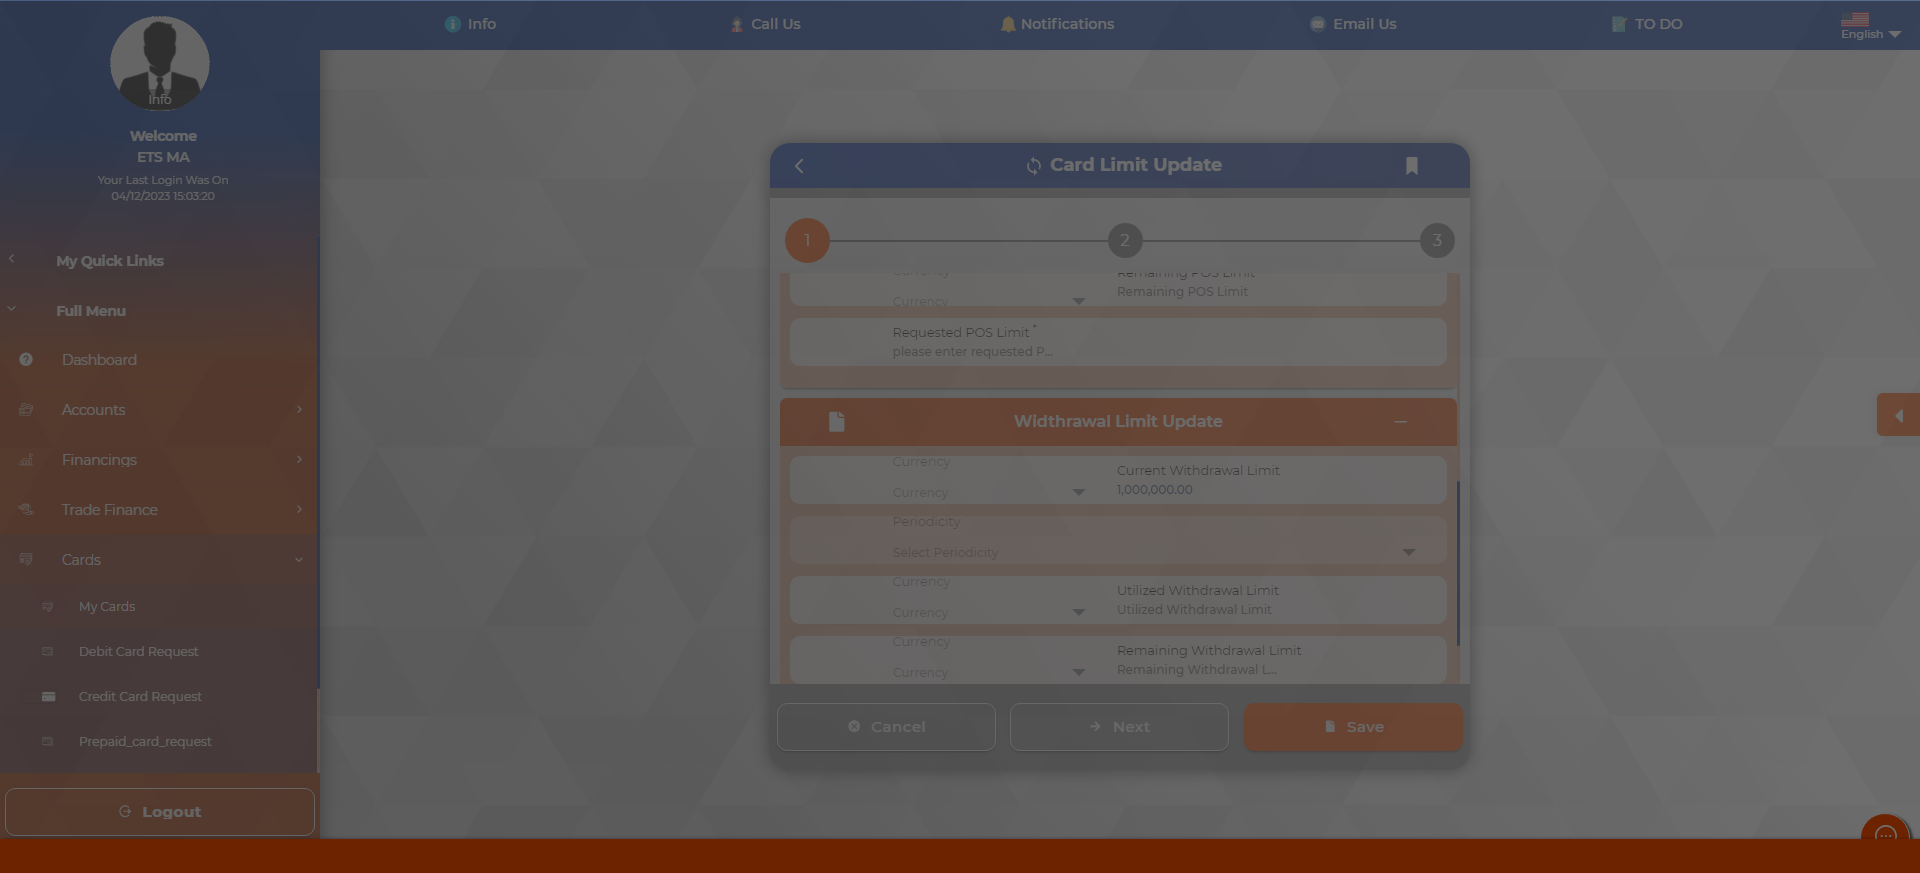 Info
Call Us
Notifications
Email Us
TO DO
English
Info
Welcome
ETS MA
Your Last Login Was On
04/12/2023 15:03:20
My Quick Links
Full Menu
Dashboard
Accounts
Financings
Trade Finance
Cards
My Cards
Debit Card Request
Credit Card Request
Prepaid_card_request
Logout
Card Limit Update
1
2
3
Currency
Remaining POS Limit
Currency
Remaining POS Limit
Requested POS Limit *
please enter requested P...
Widthrawal Limit Update
Currency
Current Withdrawal Limit
Currency
1,000,000.00
Periodicity
Select Periodicity
Currency
Utilized Withdrawal Limit
Currency
Utilized Withdrawal Limit
Currency
Remaining Withdrawal Limit
Currency
Remaining Withdrawal L...
Cancel
Next
Save